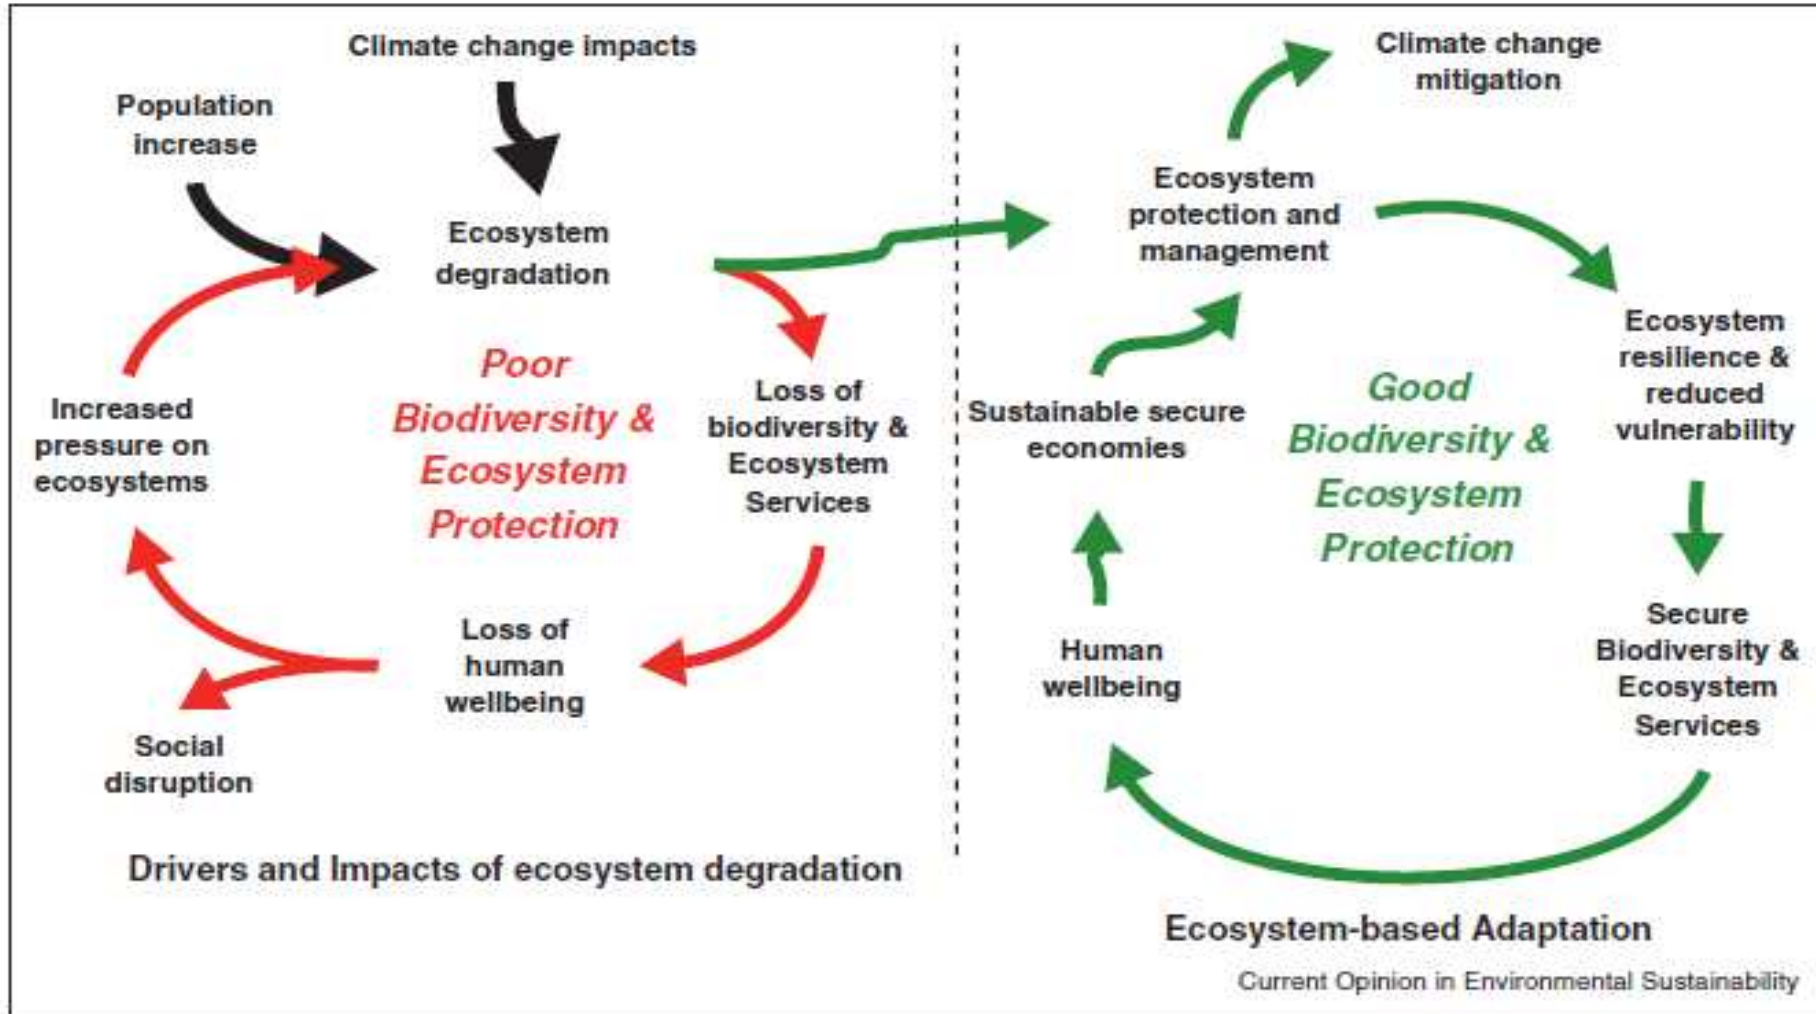 Climate change impacts
Population
increase
Ecosystem
degradation
Poor
Biodiversity &
Ecosystem
Protection
Loss of
biodiversity &
Ecosystem
Services
Increased
pressure on
ecosystems
Loss of
human
wellbeing
Social
disruption
Drivers and Impacts of ecosystem degradation
Climate change
mitigation
Ecosystem
protection and
management
Ecosystem
resilience &
reduced
vulnerability
Sustainable secure
economies
Good
Biodiversity &
Ecosystem
Protection
Human
wellbeing
Secure
Biodiversity &
Ecosystem
Services
Ecosystem-based Adaptation
Current Opinion in Environmental Sustainability